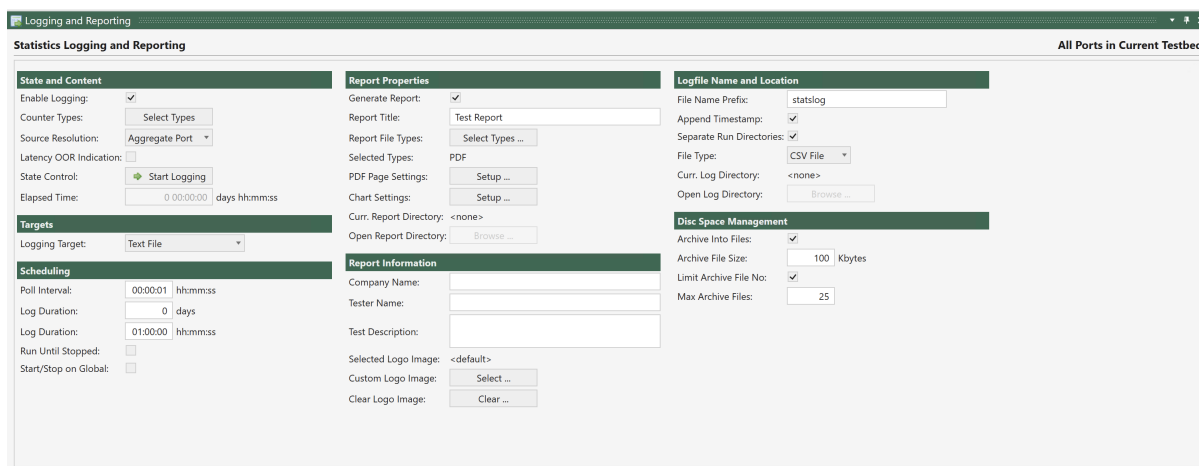 Logging and Reporting
Statistics Logging and Reporting
All Ports in Current Testbed
State and Content
Enable Logging:
Counter Types: Select Types
Source Resolution: Aggregate Port
Latency OOR Indication:
State Control: Start Logging
Elapsed Time: 0 00:00:00 days hh:mm:ss
Targets
Logging Target: Text File
Scheduling
Poll Interval: 00:00:01 hh:mm:ss
Log Duration: 0 days
Log Duration: 01:00:00 hh:mm:ss
Run Until Stopped:
Start/Stop on Global:
Report Properties
Generate Report:
Report Title: Test Report
Report File Types: Select Types ...
Selected Types: PDF
PDF Page Settings: Setup ...
Chart Settings: Setup ...
Curr. Report Directory: <none>
Open Report Directory: Browse ...
Report Information
Company Name:
Tester Name:
Test Description:
Selected Logo Image: <default>
Custom Logo Image: Select ...
Clear Logo Image: Clear ...
Logfile Name and Location
File Name Prefix: statslog
Append Timestamp:
Separate Run Directories:
File Type: CSV File
Curr. Log Directory: <none>
Open Log Directory: Browse ...
Disc Space Management
Archive Into Files:
Archive File Size: 100 Kbytes
Limit Archive File No:
Max Archive Files: 25